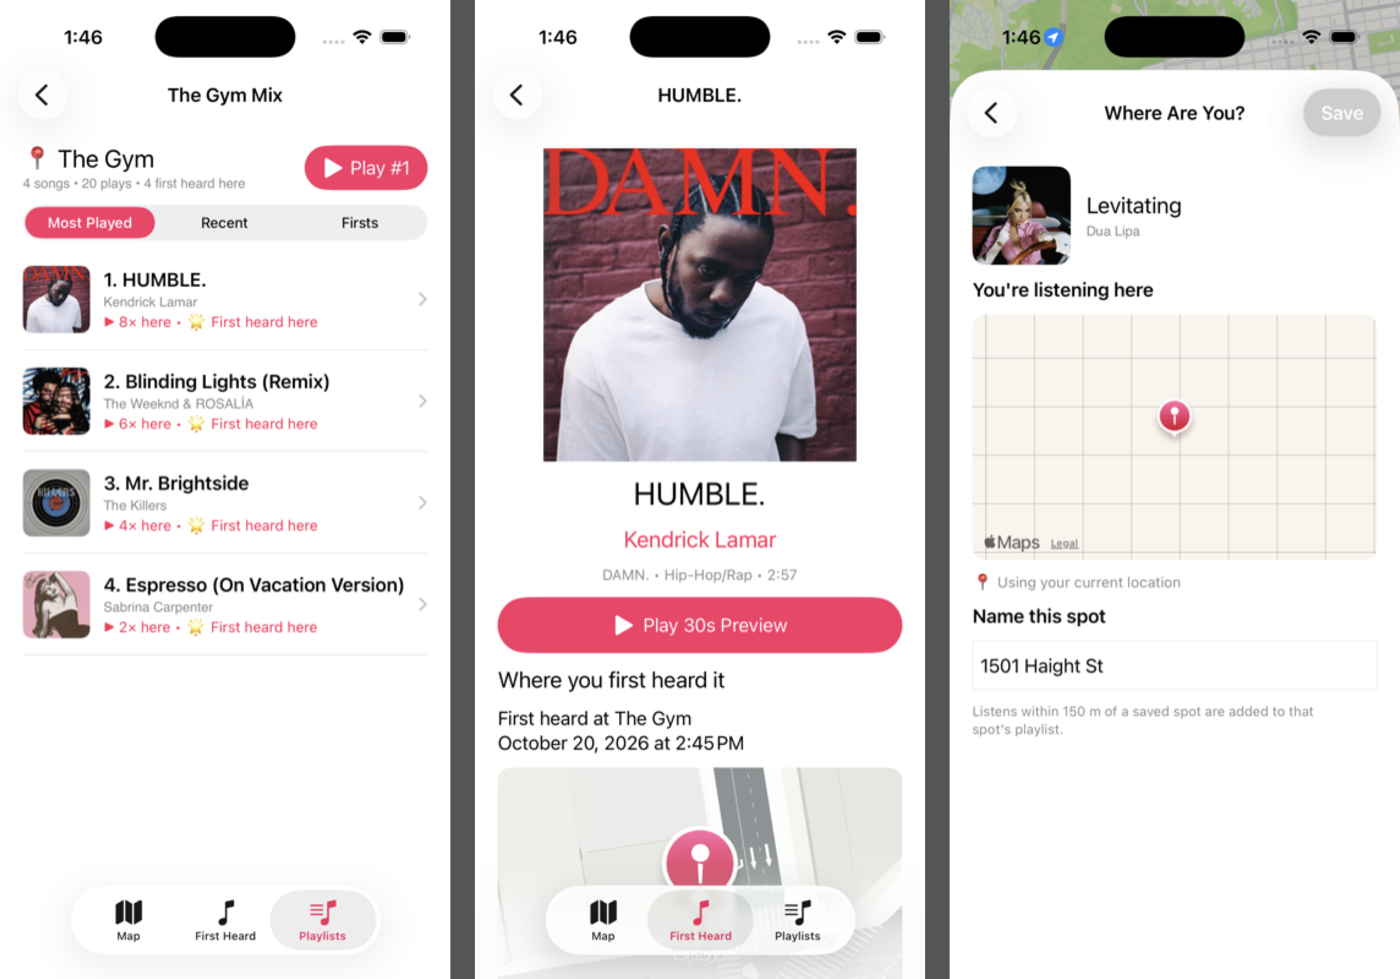 1:46
The Gym Mix
The Gym
4 songs • 20 plays • 4 first heard here
Play #1
Most Played
Recent
Firsts
DAMN.
1. HUMBLE.
Kendrick Lamar
8× here • First heard here
2. Blinding Lights (Remix)
The Weeknd & ROSALÍA
6× here • First heard here
3. Mr. Brightside
The Killers
4× here • First heard here
4. Espresso (On Vacation Version)
Sabrina Carpenter
2× here • First heard here
Map
First Heard
Playlists
1:46
HUMBLE.
DAMN.
HUMBLE.
Kendrick Lamar
DAMN. • Hip-Hop/Rap • 2:57
Play 30s Preview
Where you first heard it
First heard at The Gym
October 20, 2026 at 2:45 PM
Map
First Heard
Playlists
1:46
Where Are You?
Save
Levitating
Dua Lipa
You're listening here
Maps
Legal
Using your current location
Name this spot
1501 Haight St
Listens within 150 m of a saved spot are added to that
spot's playlist.